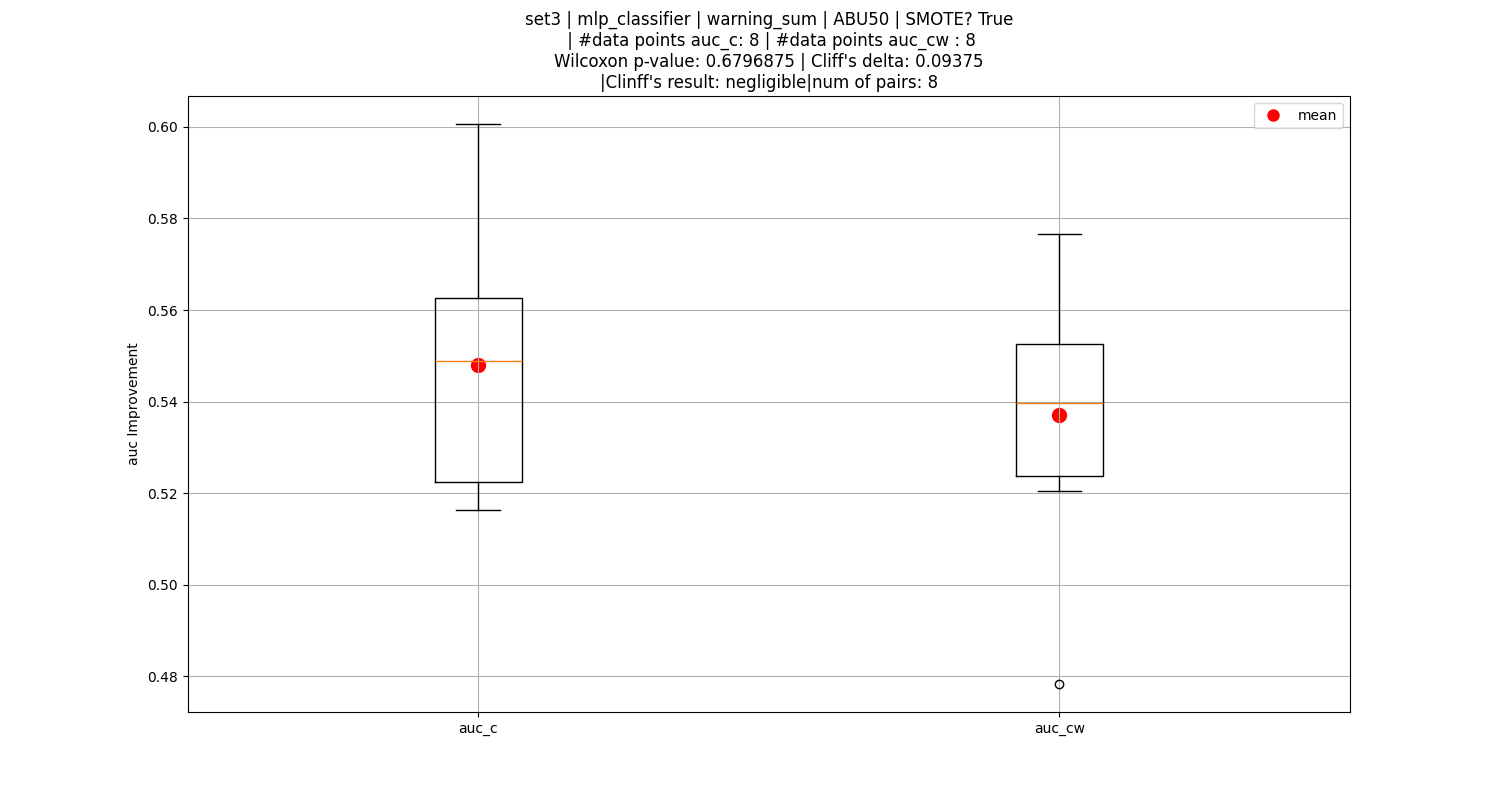 set3 | mlp_classifier | warning_sum | ABU50 | SMOTE? True
| #data points auc_c: 8 | #data points auc_cw : 8
Wilcoxon p-value: 0.6796875 | Cliff's delta: 0.09375
|Clinff's result: negligible|num of pairs: 8
mean
auc Improvement
0.60
0.58
0.56
0.54
0.52
0.50
0.48
auc_c
auc_cw